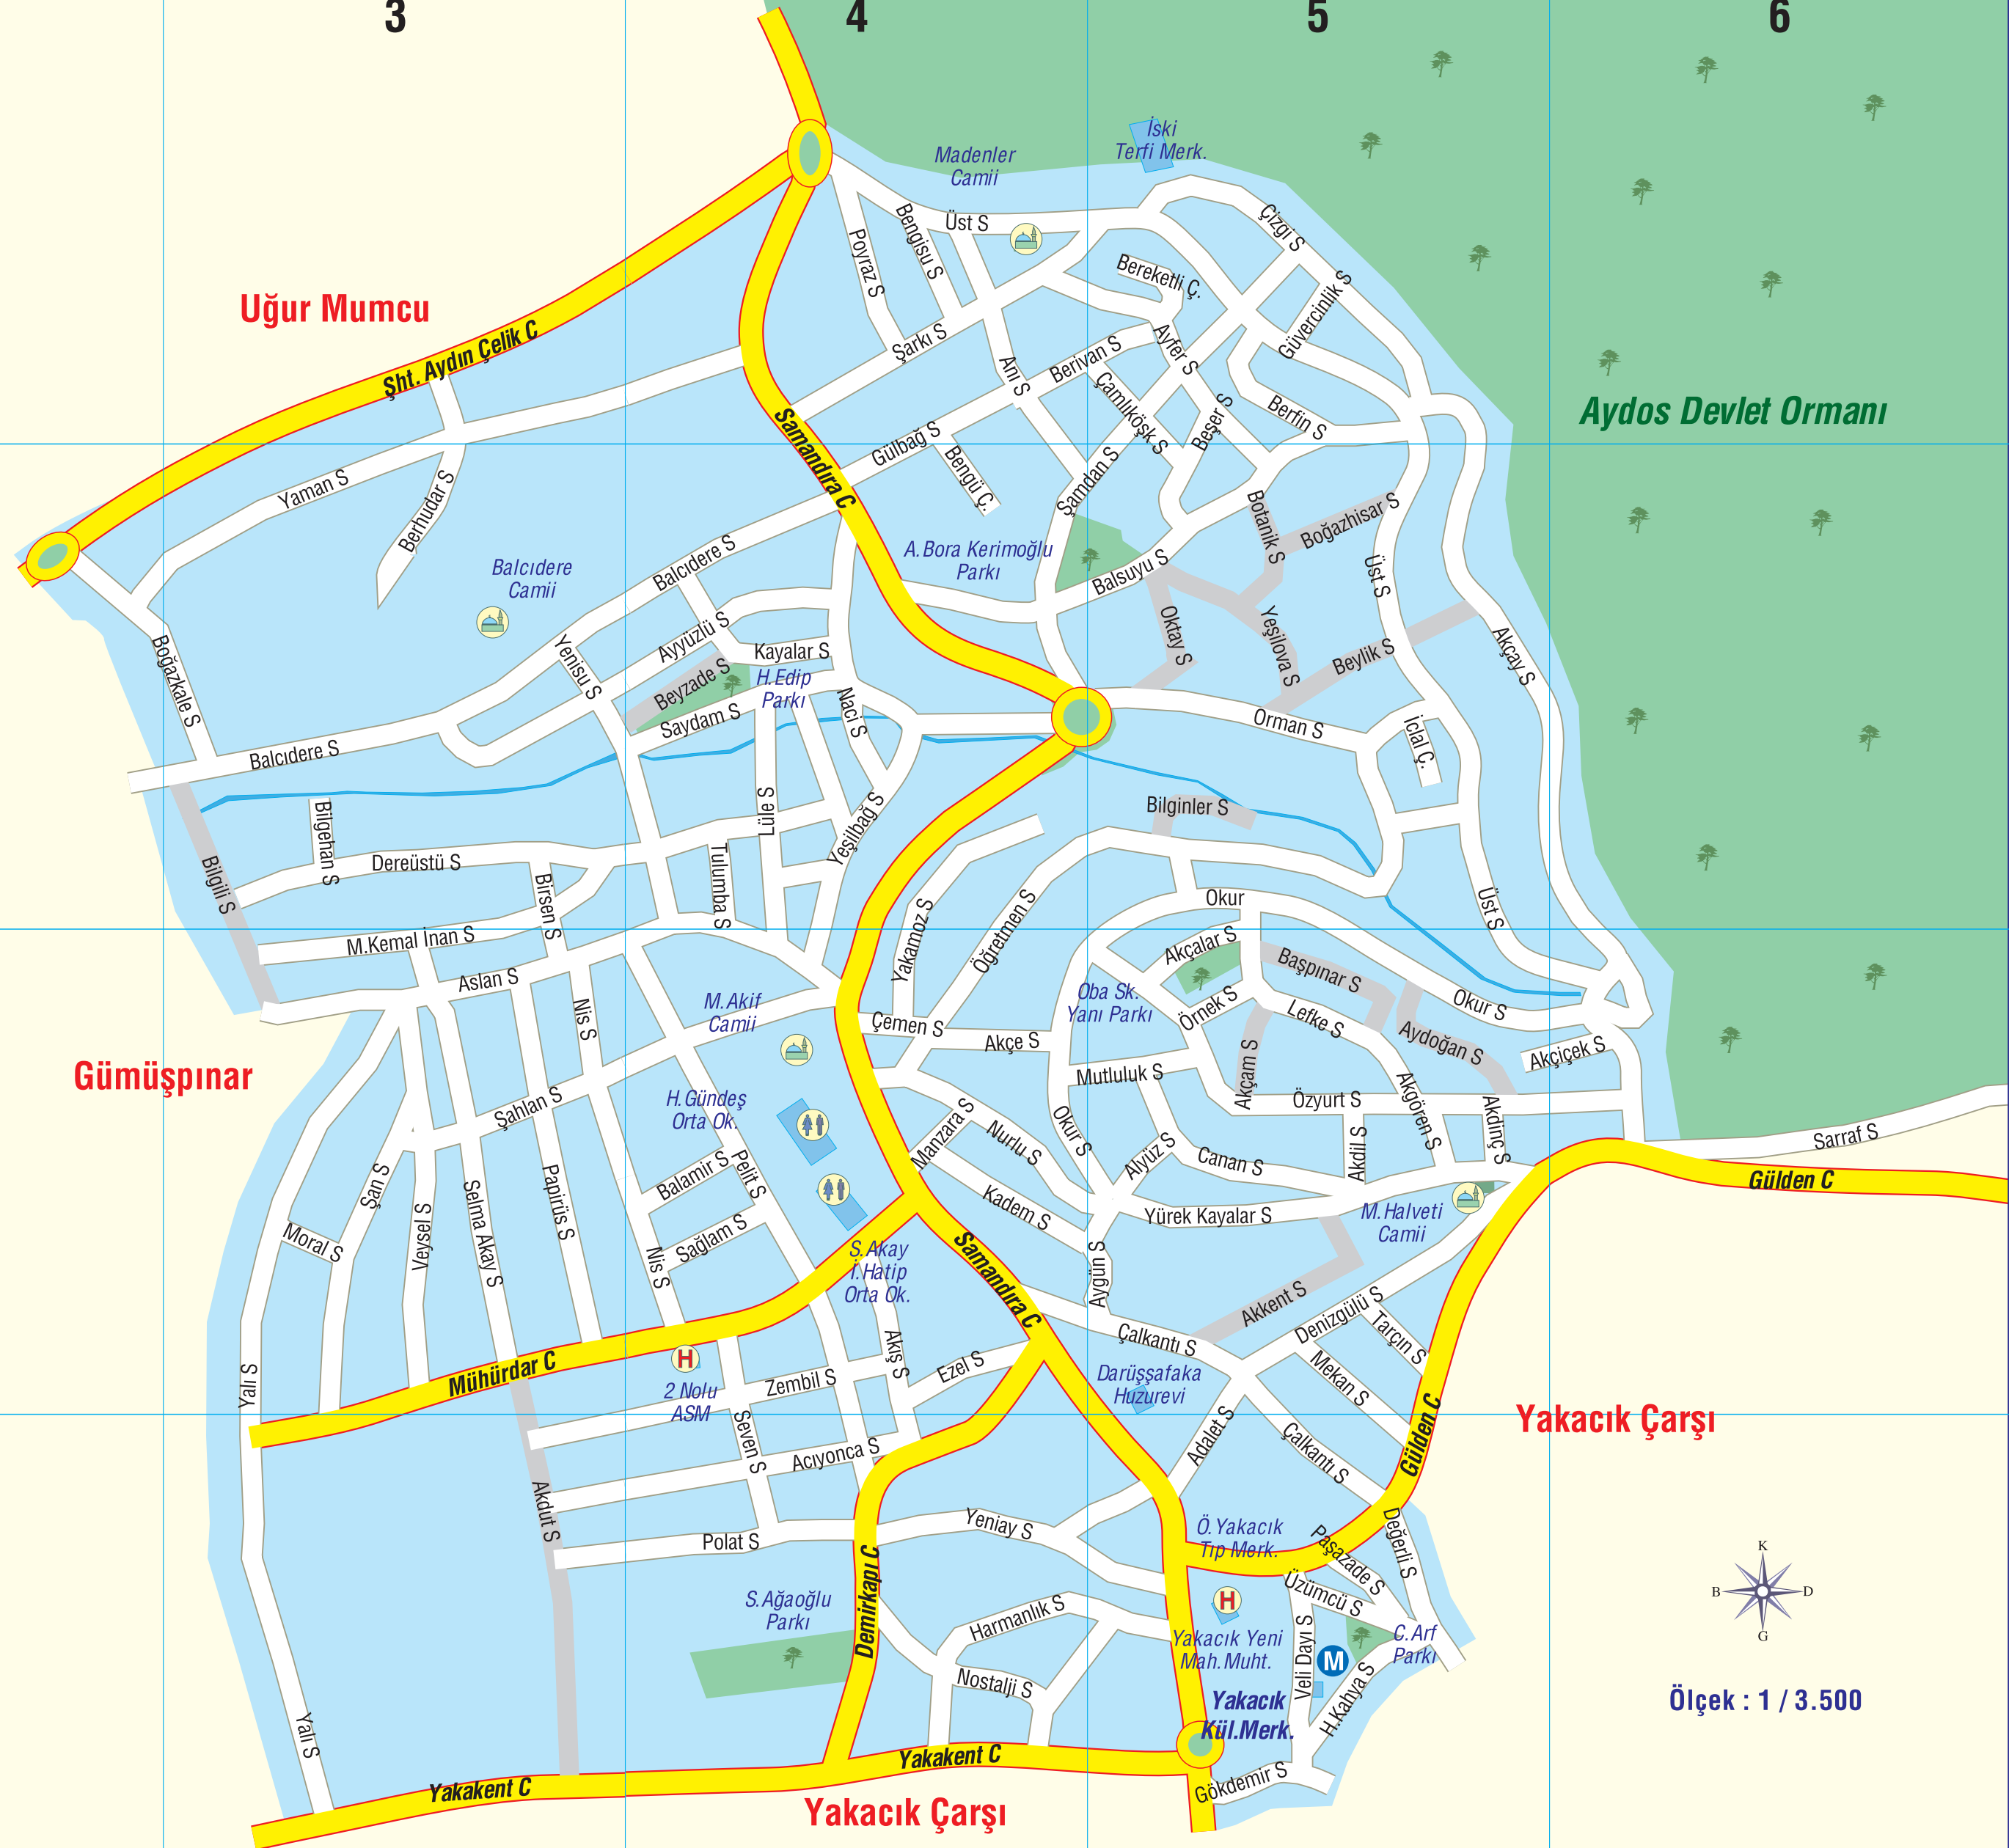 3
4
5
6
İski
Terfi Merk.
Madenler
Camii
Üst S
Çizgi S
Bengisu S
Poyraz S
Bereketli Ç.
Güvercinlik S
Uğur Mumcu
Şht. Aydın Çelik C
Şarkı S
Anı S
Berivan S
Ayfer S
Çamlıköşk S
Beşer S
Berfin S
Aydos Devlet Ormanı
Samandıra C
Gülbağ S
Bengü Ç.
Şamdan S
Yaman S
Berhudar S
Botanik S
Boğazhisar S
Balcıdere
Camii
Balcıdere S
A.Bora Kerimoğlu
Parkı
Balsuyu S
Üst S
Oktay S
Yeşilova S
Beylik S
Akçay S
Boğazkale S
Yenisu S
Ayyüzlü S
Kayalar S
Beyzade S
H.Edip
Parkı
Saydam S
Naci S
Orman S
İclal Ç.
Balcıdere S
Bilgehan S
Lüle S
Bilginler S
Yeşilbağ S
Dereüstü S
Bilgili S
Birsen S
Tulumba S
Yakamoz S
Öğretmen S
Okur
Üst S
M.Kemal İnan S
Aslan S
Akçalar S
Başpınar S
M.Akif
Camii
Nis S
Oba Sk.
Yanı Parkı
Örnek S
Lefke S
Okur S
Çemen S
Akçe S
Aydoğan S
Akçiçek S
Gümüşpınar
Mutluluk S
Akçam S
Özyurt S
Akgören S
Akdinç S
Şahlan S
H.Gündeş
Orta Ok.
Manzara S
Nurlu S
Okur S
Alyüz S
Canan S
Akdil S
Sarraf S
Gülden C
Balamir S
Pelit S
Şan S
Veysel S
Selma Akay S
Papirüs S
Kadem S
Yürek Kayalar S
M.Halveti
Camii
Moral S
Sağlam S
Nis S
S.Akay
İ.Hatip
Orta Ok.
Samandıra C
Aygün S
Akkent S
Denizgülü S
Tarçın S
Mekan S
Çalkantı S
Yalı S
Mühürdar C
H
2 Nolu
ASM
Zembil S
Akış S
Ezel S
Darüşşafaka
Huzurevi
Gülden C
Yakacık Çarşı
Seven S
Acıyonca S
Adalet S
Çalkantı S
Akdut S
Polat S
Yeniay S
Ö.Yakacık
Tıp Merk.
Paşazade S
Değerli S
Üzümcü S
H
S.Ağaoğlu
Parkı
Demirkapı C
Harmanlık S
Nostalji S
Yakacık Yeni
Mah.Muht.
Veli Dayı S
M
C.Arf
Parkı
H.Kahya S
Yakacık
Kül.Merk.
K
B
D
G
Ölçek : 1 / 3.500
Yalı S
Yakakent C
Yakakent C
Gökdemir S
Yakacık Çarşı